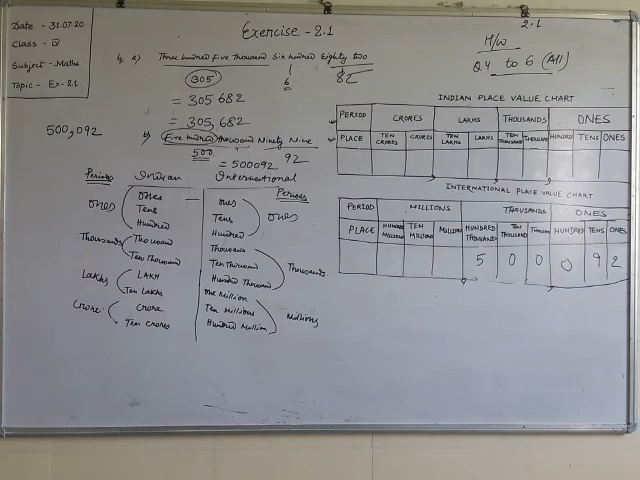 Date - 31.07.20
Class - IV
Subject - Maths
Topic - Ex-2.1
Exercise - 2.1
2.1
H/W
Q4 to 6 (All)
a) Three hundred five thousand Six hundred Eighty two
305 6 82
= 305 682
= 305,682
500,092
b) Five hundred thousand Ninety Nine
500 92
= 500092
Periods Indian International Periods
Ones Ones Ones Ones
Tens Tens
Hundred Hundred
Thousands Thousand Thousand Thousands
Ten Thousand Ten Thousand
Lakhs LAKH Hundred Thousand
Ten Lakhs One Million Millions
Crore Crore Ten Millions
Ten Crores Hundred Million
INDIAN PLACE VALUE CHART
PERIOD CRORES LAKHS THOUSANDS ONES
PLACE TEN CRORES CRORES TEN LAKHS LAKHS TEN THOUSAND THOUSAND HUNDRED TENS ONES
INTERNATIONAL PLACE VALUE CHART
PERIOD MILLIONS THOUSANDS ONES
PLACE HUNDRED MILLIONS TEN MILLIONS MILLION HUNDRED THOUSAND TEN THOUSAND Thousand HUNDRED TENS ONES
5 0 0 0 9 2